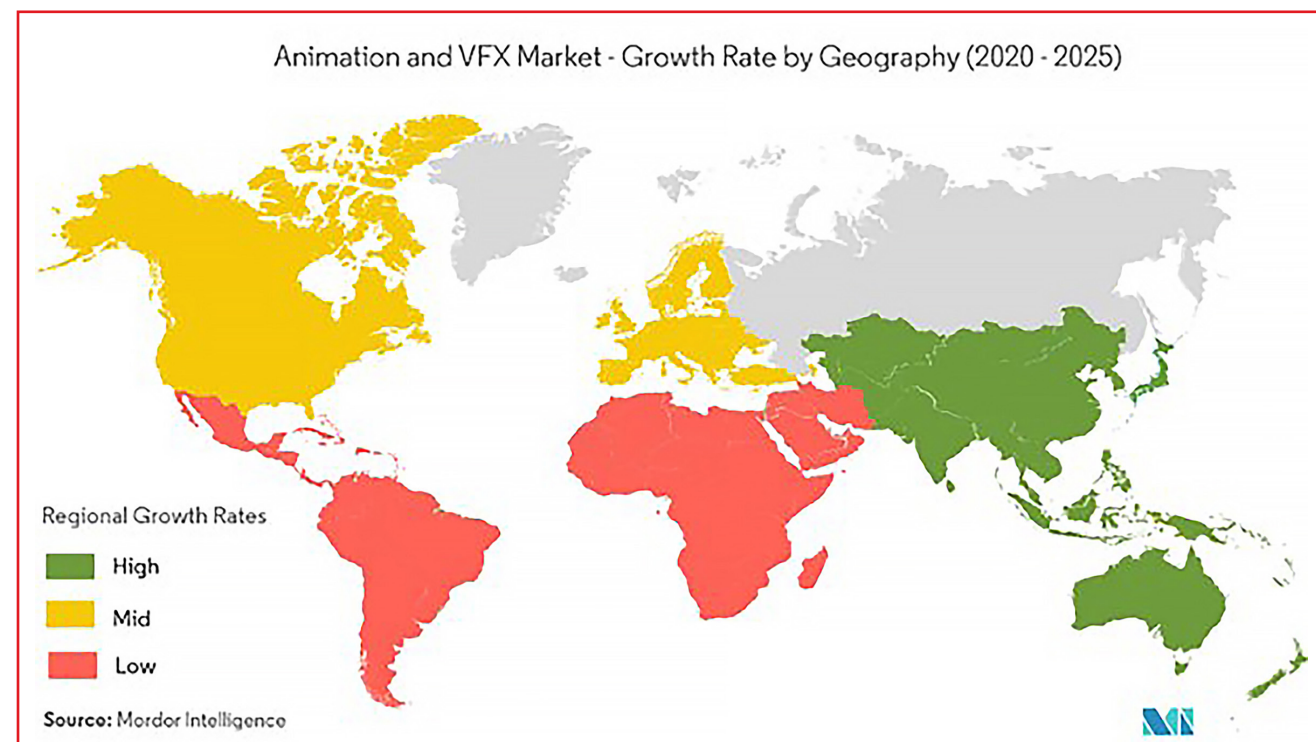 Animation and VFX Market - Growth Rate by Geography (2020 - 2025)
Regional Growth Rates
High
Mid
Low
Source: Mordor Intelligence